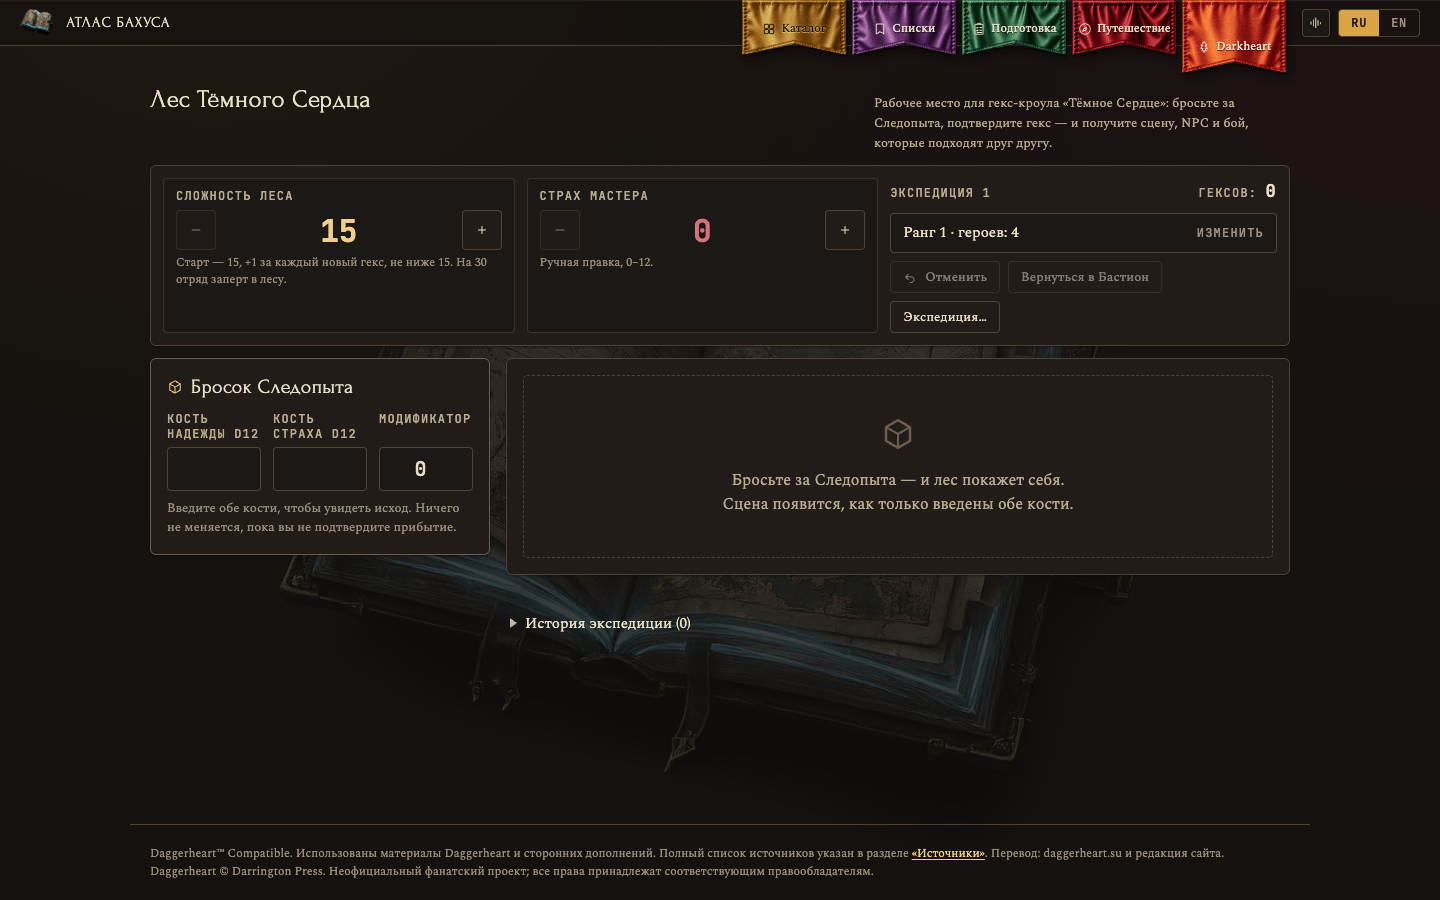 АТЛАС БАХУСА
Каталог
Списки
Подготовка
Путешествие
Darkheart
RU
EN
Лес Тёмного Сердца
Рабочее место для гекс-кроула «Тёмное Сердце»: бросьте за
Следопыта, подтвердите гекс — и получите сцену, NPC и бой,
которые подходят друг другу.
СЛОЖНОСТЬ ЛЕСА
− 15 +
Старт — 15, +1 за каждый новый гекс, не ниже 15. На 30
отряд заперт в лесу.
СТРАХ МАСТЕРА
− 0 +
Ручная правка, 0–12.
ЭКСПЕДИЦИЯ 1
ГЕКСОВ: 0
Ранг 1 · героев: 4
ИЗМЕНИТЬ
Отменить
Вернуться в Бастион
Экспедиция…
Бросок Следопыта
КОСТЬ
НАДЕЖДЫ D12
КОСТЬ
СТРАХА D12
МОДИФИКАТОР
0
Введите обе кости, чтобы увидеть исход. Ничего
не меняется, пока вы не подтвердите прибытие.
Бросьте за Следопыта — и лес покажет себя.
Сцена появится, как только введены обе кости.
История экспедиции (0)
Daggerheart™ Compatible. Использованы материалы Daggerheart и сторонних дополнений. Полный список источников указан в разделе «Источники». Перевод: daggerheart.su и редакция сайта.
Daggerheart © Darrington Press. Неофициальный фанатский проект; все права принадлежат соответствующим правообладателям.